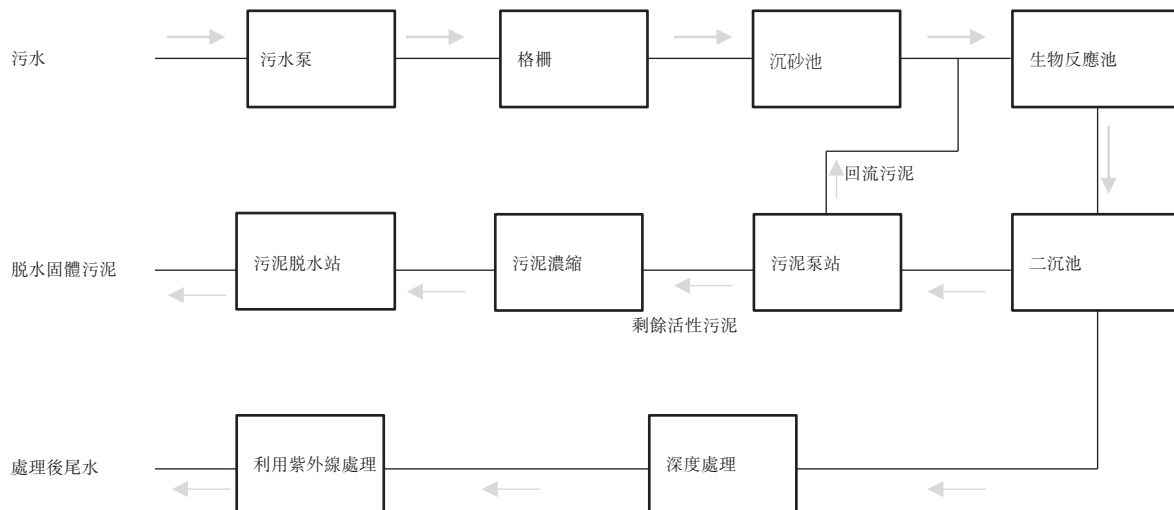 污水
污水泵
格柵
沉砂池
生物反應池
回流污泥
脫水固體污泥
污泥脫水站
污泥濃縮
污泥泵站
二沉池
剩餘活性污泥
處理後尾水
利用紫外線處理
深度處理